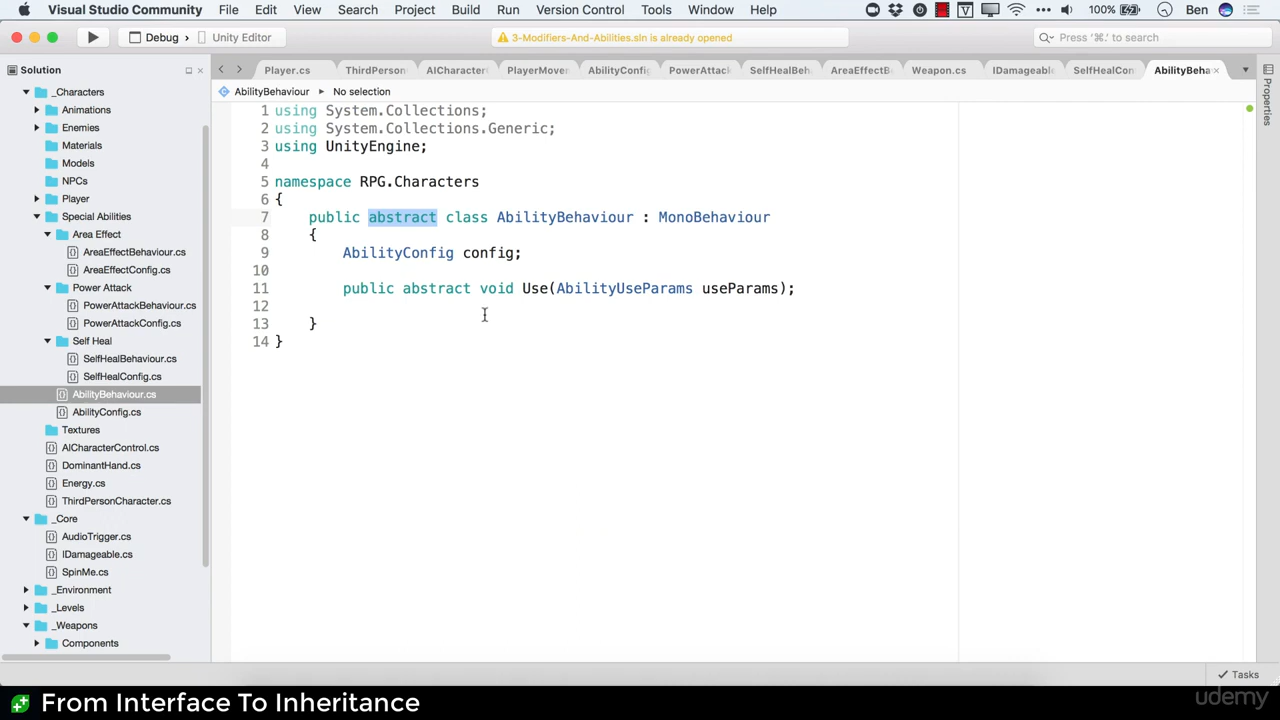 Visual Studio Community File Edit View Search Project Build Run Version Control Tools Window Help 100% Ben
Debug Unity Editor 3-Modifiers-And-Abilities.sln is already opened Press '⌘.' to search
Solution Player.cs ThirdPerson AICharacter PlayerMoven AbilityConfig PowerAttack SelfHealBeh AreaEffectB Weapon.cs IDamageable SelfHealCon AbilityBeha
Properties
AbilityBehaviour No selection
_Characters
Animations
Enemies
Materials
Models
NPCs
Player
Special Abilities
Area Effect
AreaEffectBehaviour.cs
AreaEffectConfig.cs
Power Attack
PowerAttackBehaviour.cs
PowerAttackConfig.cs
Self Heal
SelfHealBehaviour.cs
SelfHealConfig.cs
AbilityBehaviour.cs
AbilityConfig.cs
Textures
AICharacterControl.cs
DominantHand.cs
Energy.cs
ThirdPersonCharacter.cs
_Core
AudioTrigger.cs
IDamageable.cs
SpinMe.cs
_Environment
_Levels
_Weapons
Components
1 using System.Collections;
2 using System.Collections.Generic;
3 using UnityEngine;
4
5 namespace RPG.Characters
6 {
7 public abstract class AbilityBehaviour : MonoBehaviour
8 {
9 AbilityConfig config;
10
11 public abstract void Use(AbilityUseParams useParams);
12
13 }
14 }
Tasks
From Interface To Inheritance
udemy